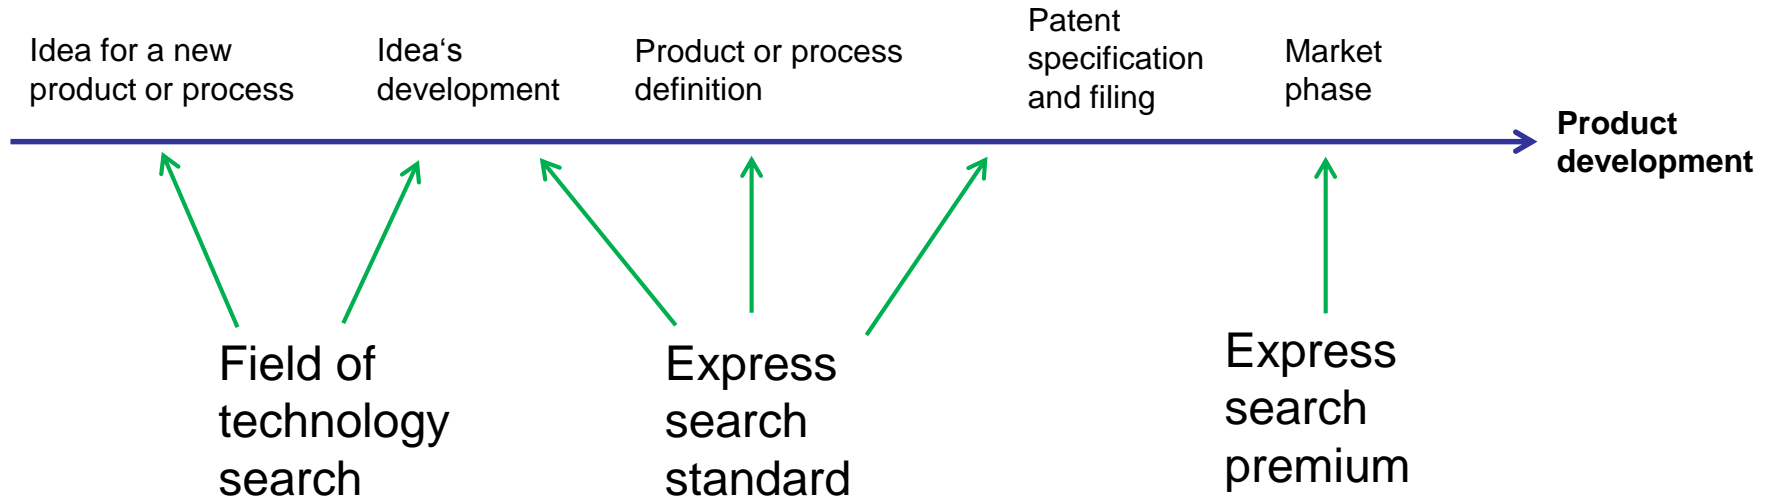 Idea for a new
product or process
Idea‘s
development
Product or process
definition
Patent
specification
and filing
Market
phase
Product
development
Field of
technology
search
Express
search
standard
Express
search
premium